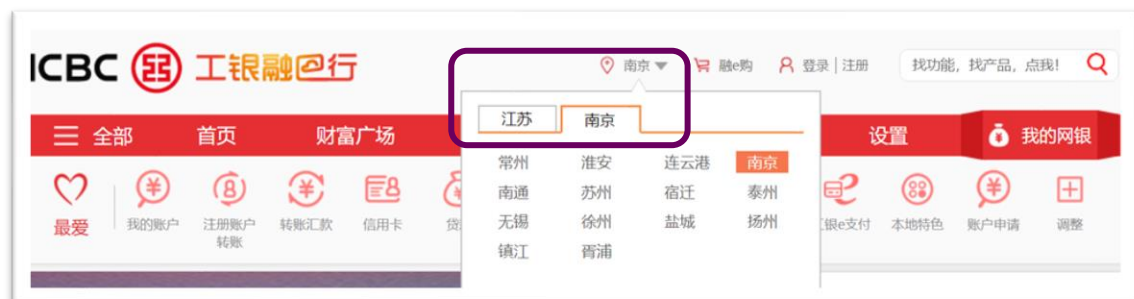 ICBC 工银融e行
南京 融e购 登录 | 注册 找功能，找产品，点我！
江苏 南京
全部 首页 财富广场 设置 我的网银
常州 淮安 连云港 南京
南通 苏州 宿迁 泰州
无锡 徐州 盐城 扬州
镇江 胥浦
最爱 我的账户 注册账户 转账汇款 信用卡 贷 银e支付 本地特色 账户申请 调整
转账